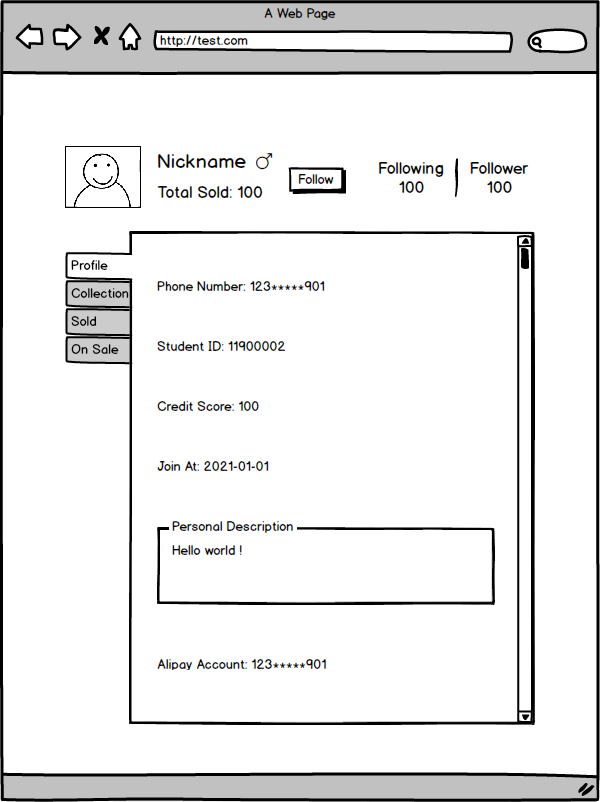 A Web Page
http://test.com
Nickname ♂
Total Sold: 100
Follow
Following
100
Follower
100
Profile
Collection
Sold
On Sale
Phone Number: 123*****901
Student ID: 11900002
Credit Score: 100
Join At: 2021-01-01
Personal Description
Hello world !
Alipay Account: 123*****901